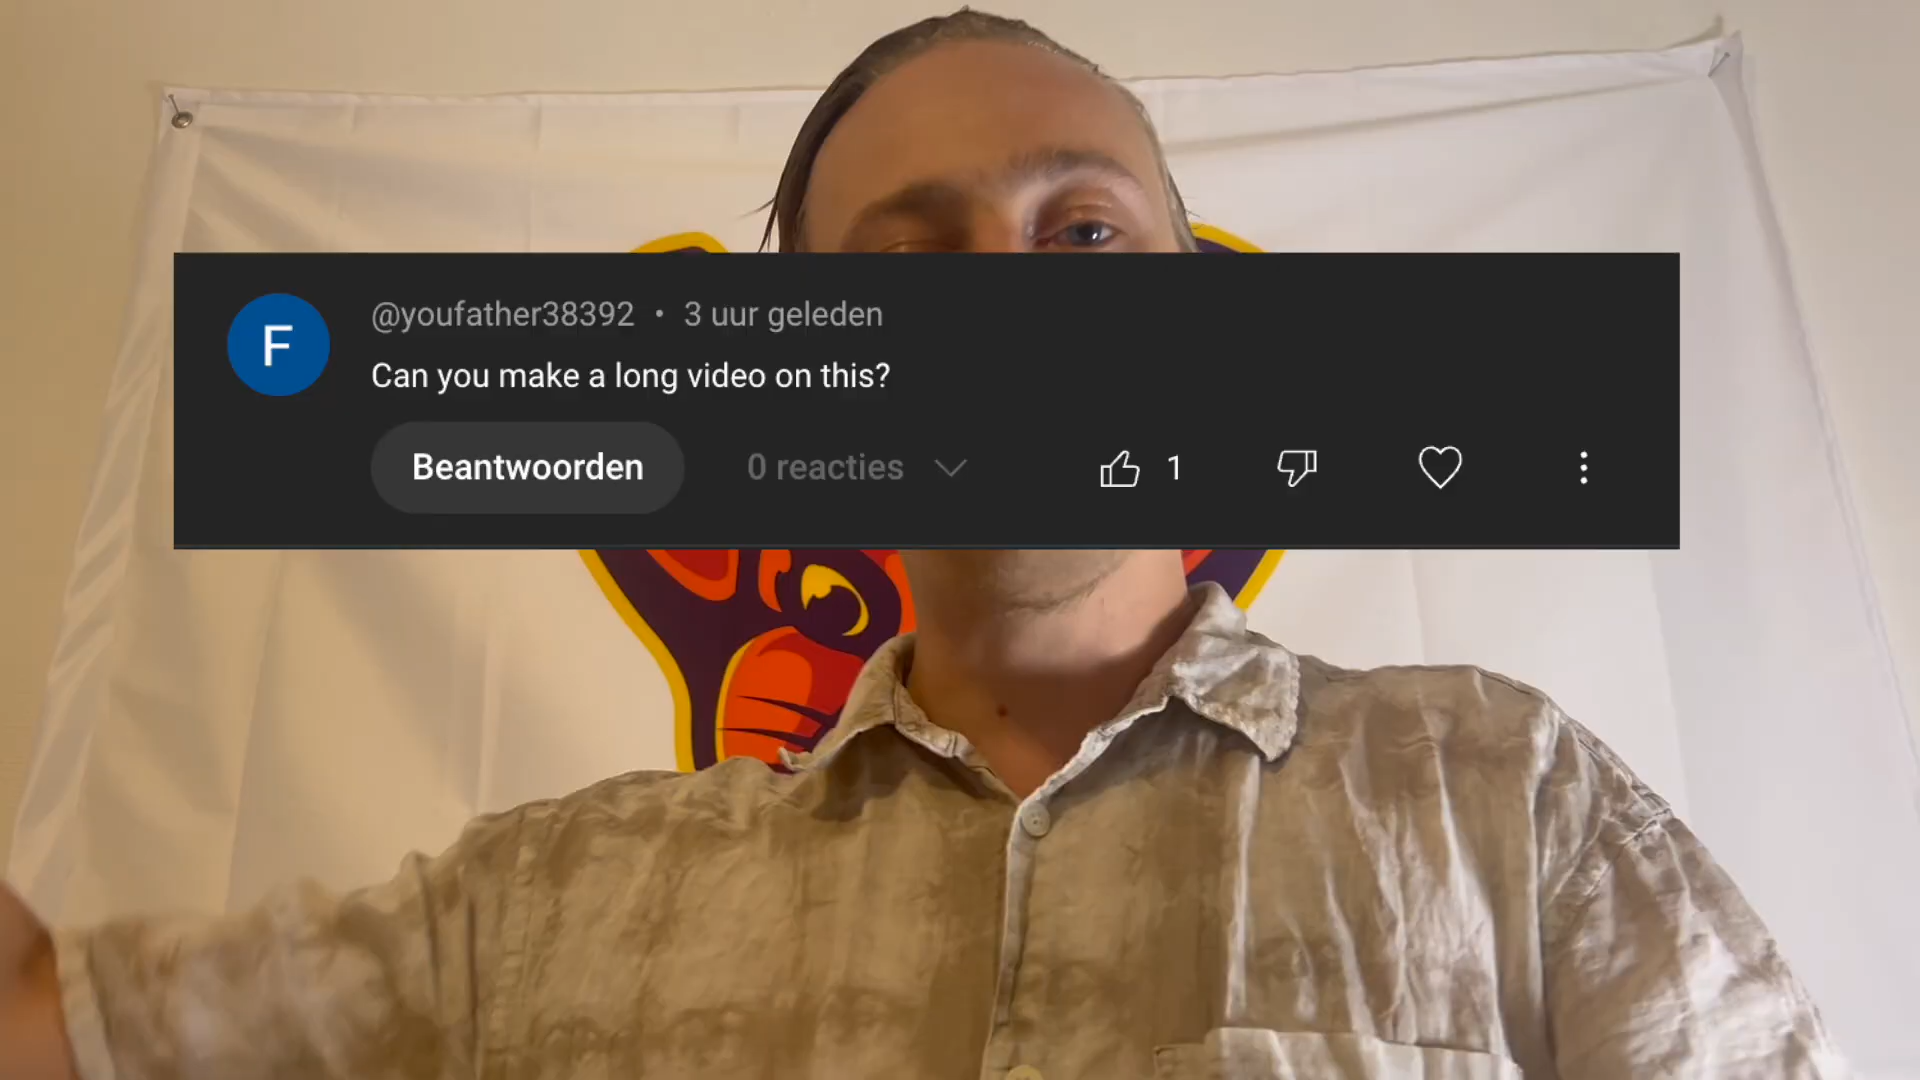 F
@youfather38392 • 3 uur geleden
Can you make a long video on this?
Beantwoorden 0 reacties 1